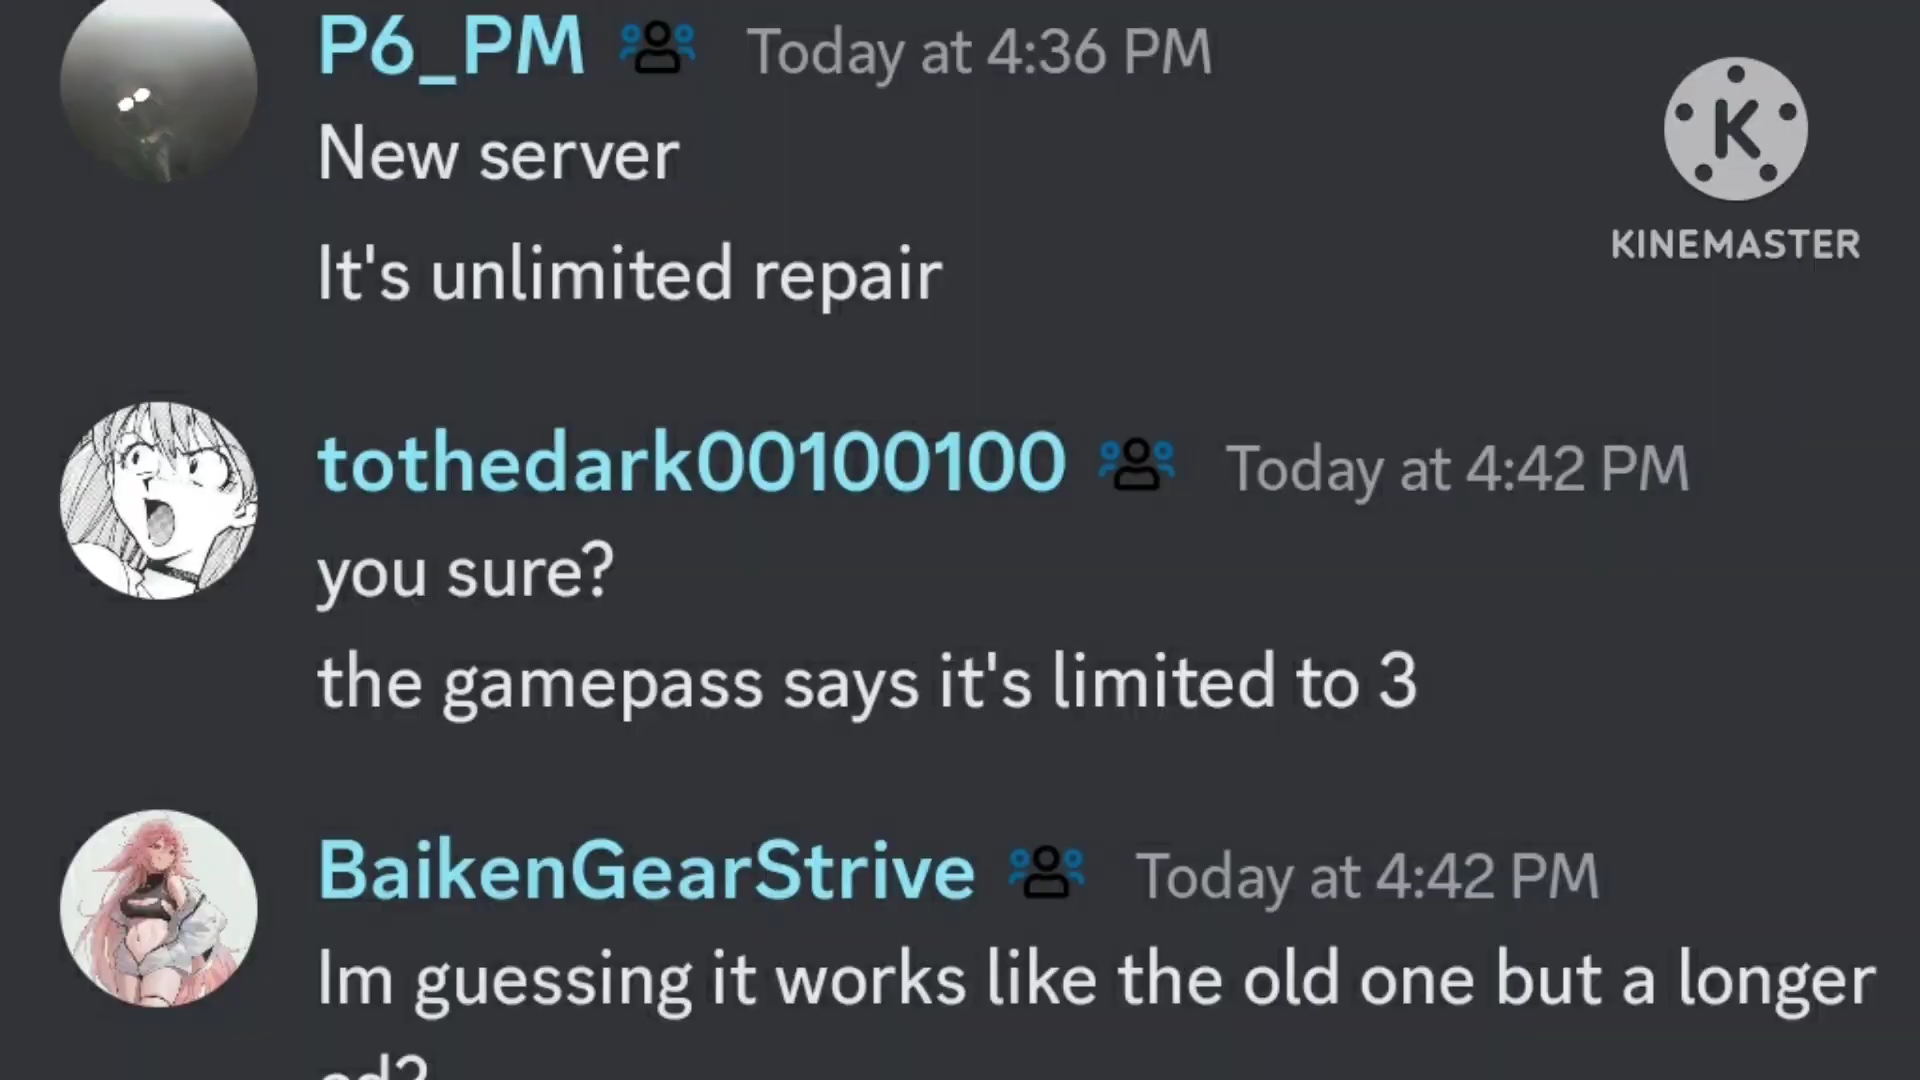 P6_PM Today at 4:36 PM
New server
It's unlimited repair
K
KINEMASTER
tothedark00100100 Today at 4:42 PM
you sure?
the gamepass says it's limited to 3
BaikenGearStrive Today at 4:42 PM
Im guessing it works like the old one but a longer